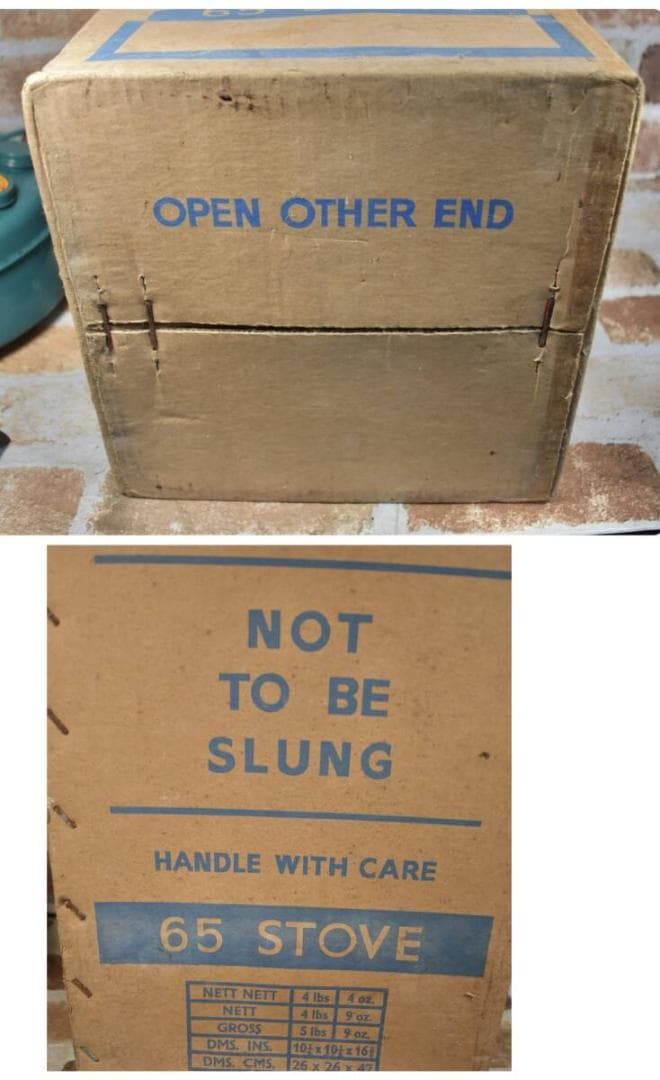 65
OPEN OTHER END
NOT
TO BE
SLUNG
HANDLE WITH CARE
65 STOVE
NETT NETT 4 lbs 4 oz.
NETT 4 lbs 9 oz.
GROSS 5 lbs 9 oz.
DMS. INS.
DMS. CMS. 26 x 26 x 42